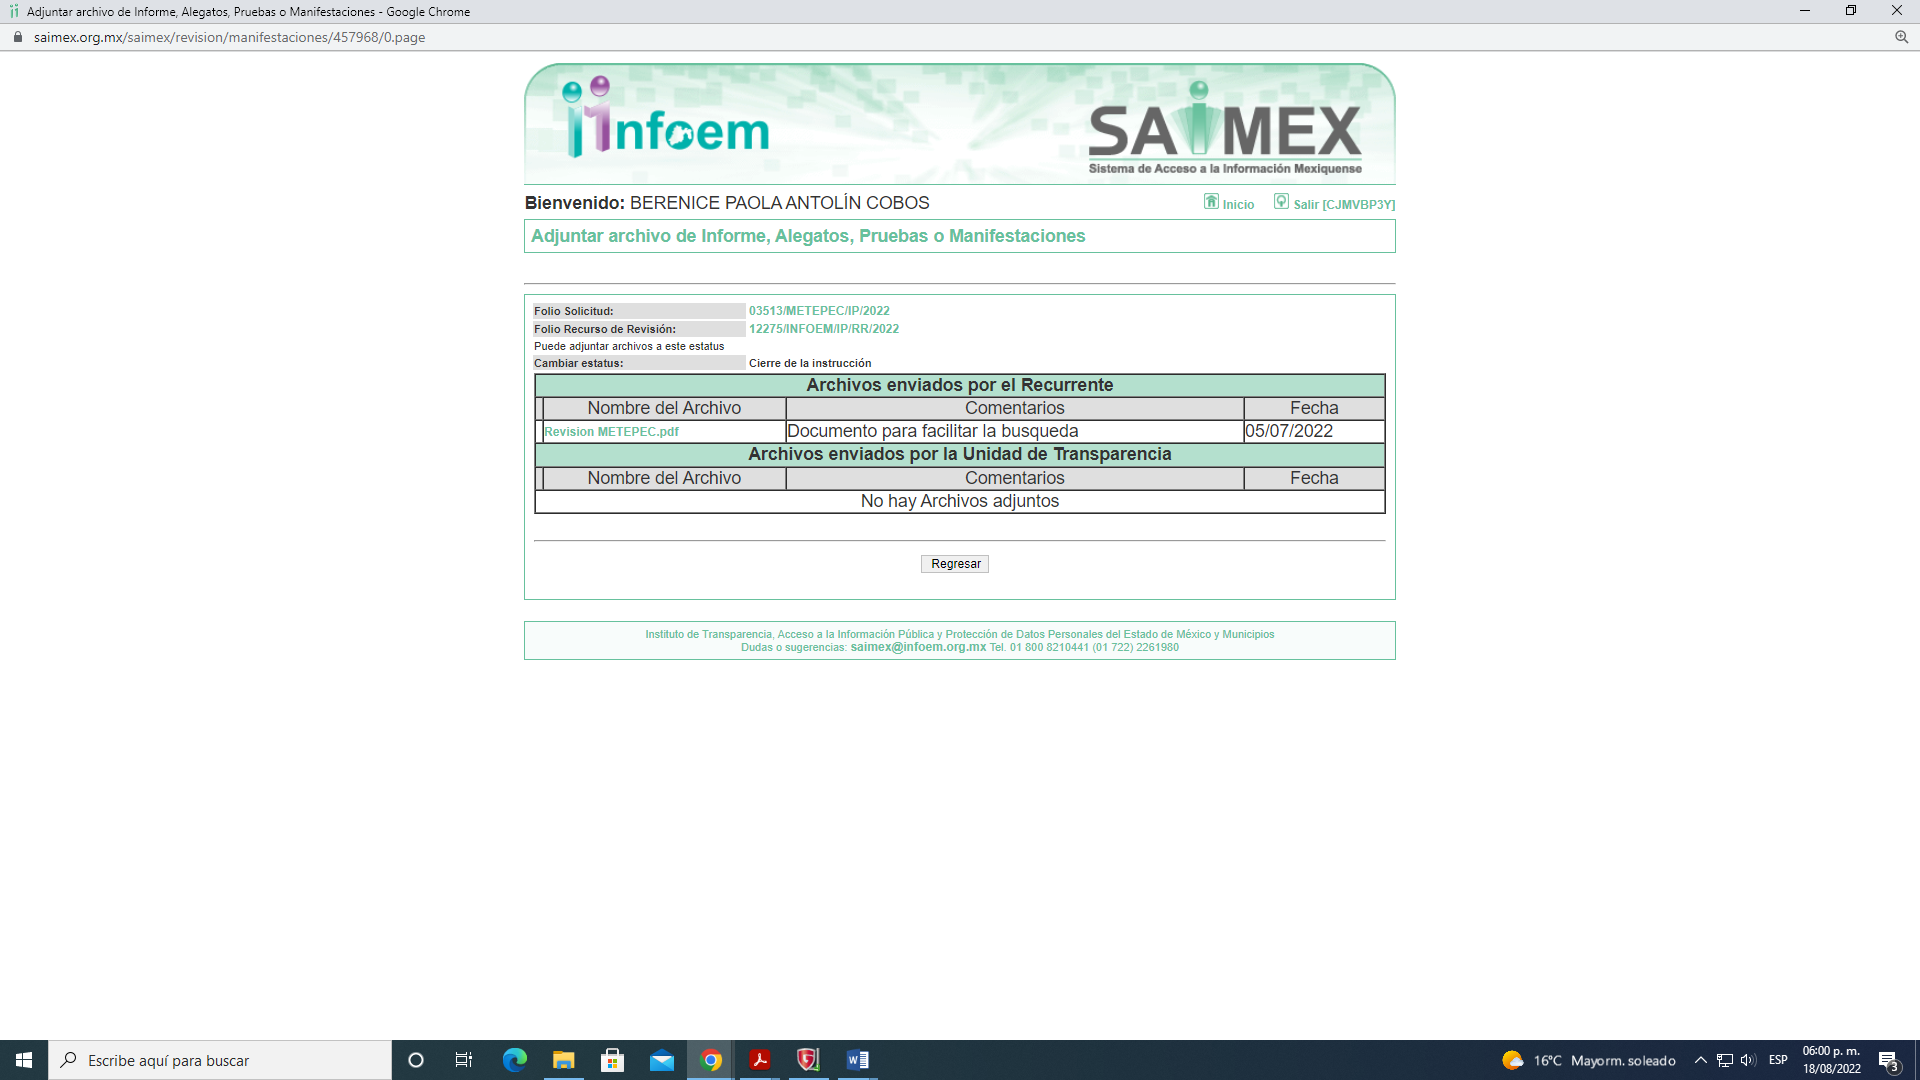 Adjuntar archivo de Informe, Alegatos, Pruebas o Manifestaciones - Google Chrome
saimex.org.mx/saimex/revision/manifestaciones/457968/0.page
infoem
SAIMEX
Sistema de Acceso a la Información Mexiquense
Bienvenido: BERENICE PAOLA ANTOLÍN COBOS
Inicio
Salir [CJMVBP3Y]
Adjuntar archivo de Informe, Alegatos, Pruebas o Manifestaciones
Folio Solicitud: 03513/METEPEC/IP/2022
Folio Recurso de Revisión: 12275/INFOEM/IP/RR/2022
Puede adjuntar archivos a este estatus
Cambiar estatus: Cierre de la instrucción
Archivos enviados por el Recurrente
Nombre del Archivo Comentarios Fecha
Revision METEPEC.pdf Documento para facilitar la busqueda 05/07/2022
Archivos enviados por la Unidad de Transparencia
Nombre del Archivo Comentarios Fecha
No hay Archivos adjuntos
Regresar
Instituto de Transparencia, Acceso a la Información Pública y Protección de Datos Personales del Estado de México y Municipios
Dudas o sugerencias: saimex@infoem.org.mx Tel. 01 800 8210441 (01 722) 2261980
Escribe aquí para buscar
16°C Mayorm. soleado
ESP
06:00 p. m.
18/08/2022
3